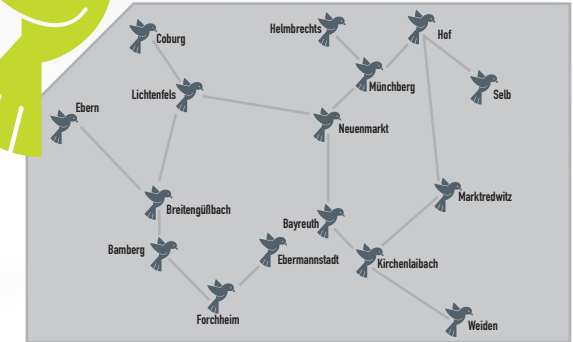 Coburg
Helmbrechts
Hof
Münchberg
Lichtenfels
Selb
Ebern
Neuenmarkt
Marktredwitz
Breitengüßbach
Bayreuth
Bamberg
Ebermannstadt
Kirchenlaibach
Forchheim
Weiden